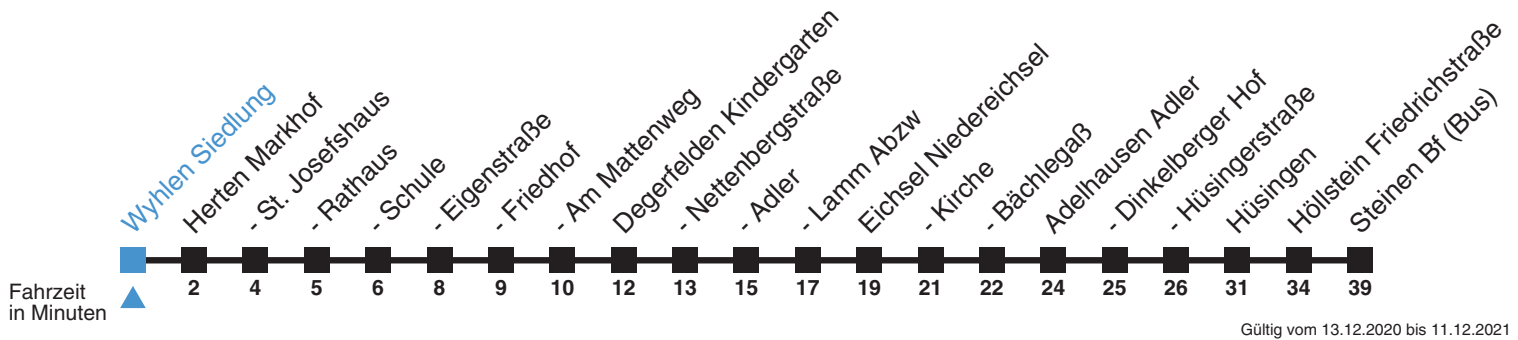 Wyhlen Siedlung
Herten Markhof
- St. Josefshaus
- Rathaus
- Schule
- Eigenstraße
- Friedhof
- Am Mattenweg
Degerfelden Kindergarten
- Nettenbergstraße
- Adler
- Lamm Abzw
Eichsel Niedereichsel
- Kirche
- Bächlegaß
Adelhausen Adler
- Dinkelberger Hof
- Hüsingerstraße
Hüsingen
Höllstein Friedrichstraße
Steinen Bf (Bus)
Fahrzeit
in Minuten
2 4 5 6 8 9 10 12 13 15 17 19 21 22 24 25 26 31 34 39
Gültig vom 13.12.2020 bis 11.12.2021